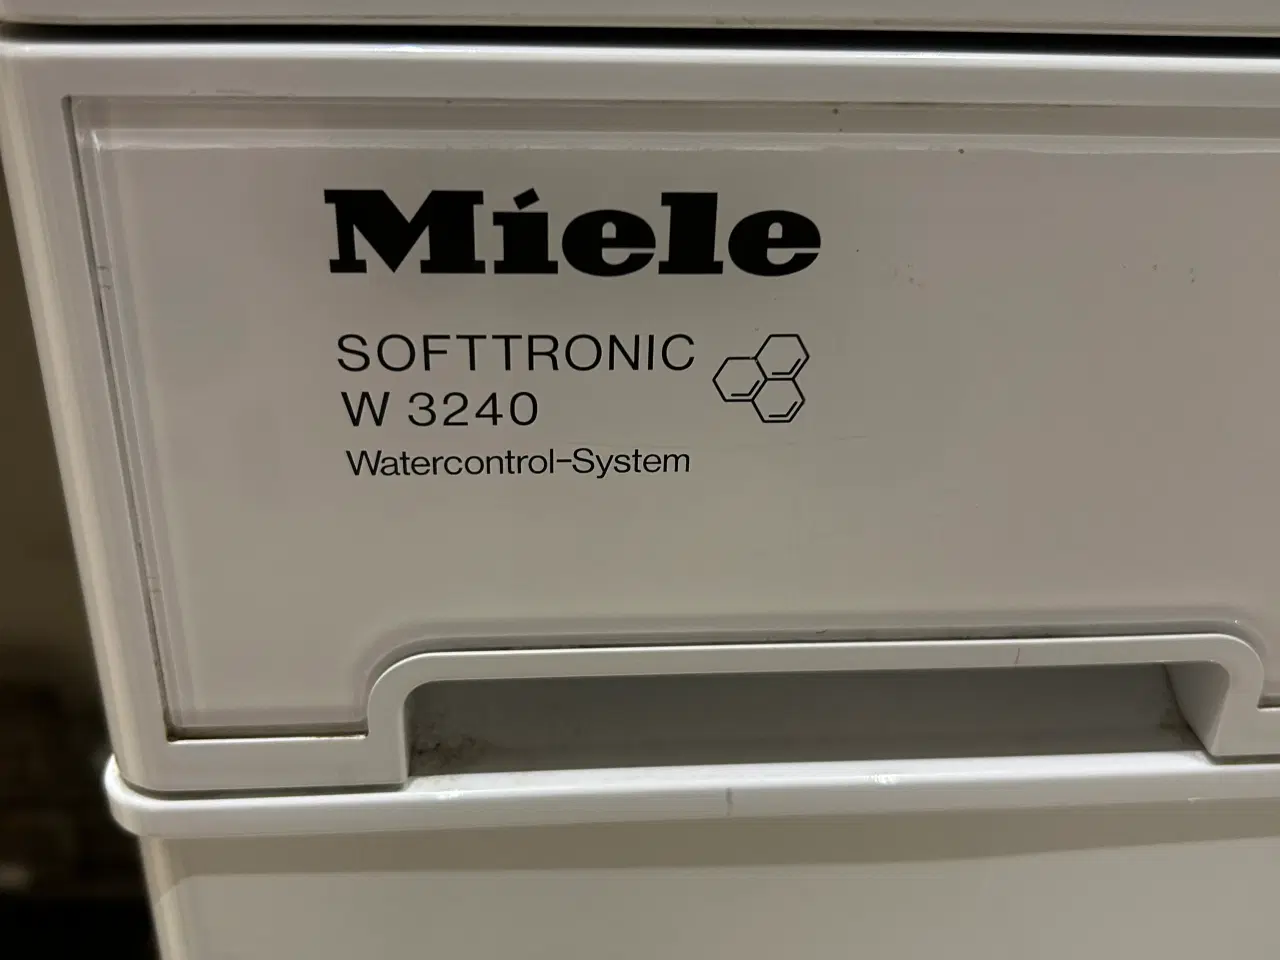 Miele
SOFTTRONIC
W 3240
Watercontrol-System